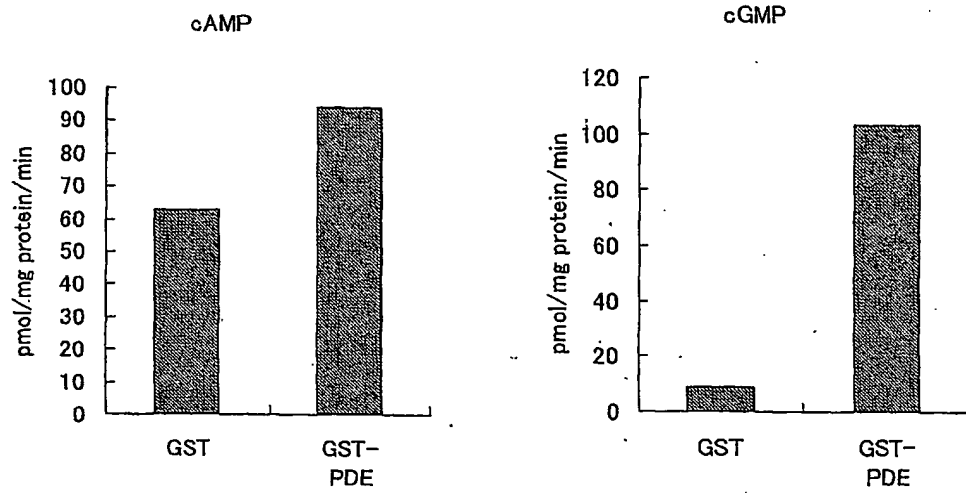 cAMP
pmol/mg protein/min
100
90
80
70
60
50
40
30
20
10
0
GST
GST-
PDE
cGMP
pmol/mg protein/min
120
100
80
60
40
20
0
GST
GST-
PDE